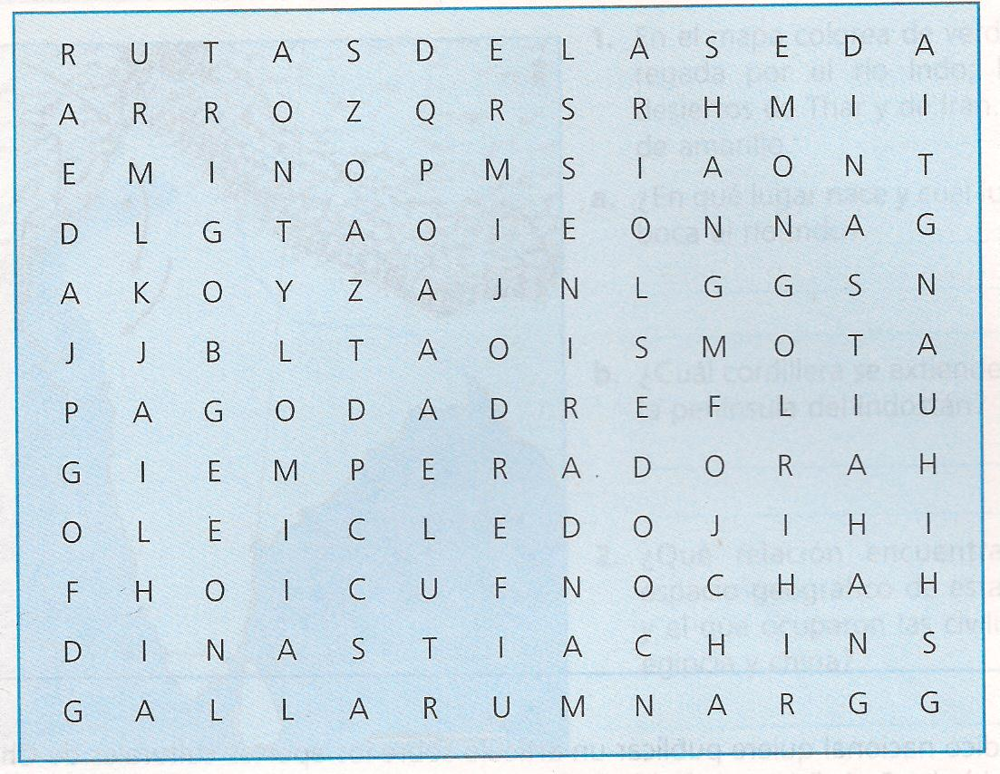 R U T A S D E L A S E D A
A R R O Z Q R S R H M I I
E M I N O P M S I A O N T
D L G T A O I E O N N A G
A K O Y Z A J N L G G S N
J J B L T A O I S M O T A
P A G O D A D R E F L I U
G I E M P E R A D O R A H
O L E I C L E D O J I H I
F H O I C U F N O C H A H
D I N A S T I A C H I N S
G A L L A R U M N A R G G